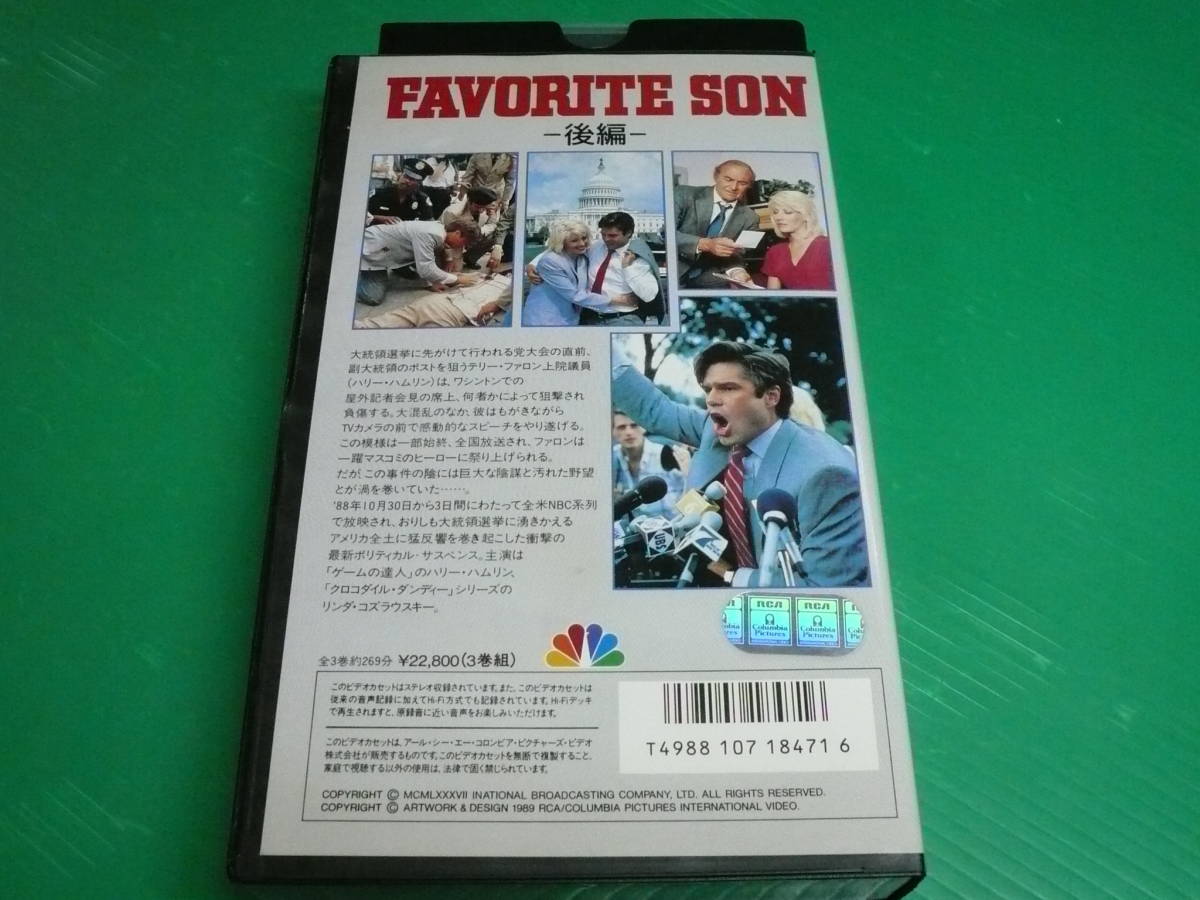 FAVORITE SON
－後編－
大統領選挙に先がけて行われる党大会の直前、
副大統領のポストを狙うテリー・ファロン上院議員
(ハリー・ハムリン)は、ワシントンでの
屋外記者会見の席上、何者かによって狙撃され
負傷する。大混乱のなか、彼はもがきながら
TVカメラの前で感動的なスピーチをやり遂げる。
この模様は一部始終、全国放送され、ファロンは
一躍マスコミのヒーローに祭り上げられる。
だが、この事件の陰には巨大な陰謀と汚れた野望
とが渦を巻いていた……。
'88年10月30日から3日間にわたって全米NBC系列
で放映され、おりしも大統領選挙に湧きかえる
アメリカ全土に猛反響を巻き起こした衝撃の
最新ポリティカル・サスペンス。主演は
「ゲームの達人」のハリー・ハムリン、
「クロコダイル・ダンディー」シリーズの
リンダ・コズラウスキー。
UBS
7
RCA
Columbia
Pictures
RCA
Columbia
Pictures
全3巻約269分 ¥22,800(3巻組)
このビデオカセットはステレオ収録されています。また、このビデオカセットは
従来の音声記録に加えてHi-Fi方式でも記録されています。Hi-Fiデッキ
で再生されますと、原録音に近い音声をお楽しみいただけます。
このビデオカセットは、アール・シー・エー・コロンビア・ピクチャーズ・ビデオ
株式会社が販売するものです。このビデオカセットを無断で複製すること、
家庭で視聴する以外の使用は、法律で固く禁じられています。
T4988 107 18471 6
COPYRIGHT Ⓒ MCMLXXXVII INATIONAL BROADCASTING COMPANY, LTD. ALL RIGHTS RESERVED.
COPYRIGHT Ⓒ ARTWORK & DESIGN 1989 RCA/COLUMBIA PICTURES INTERNATIONAL VIDEO.